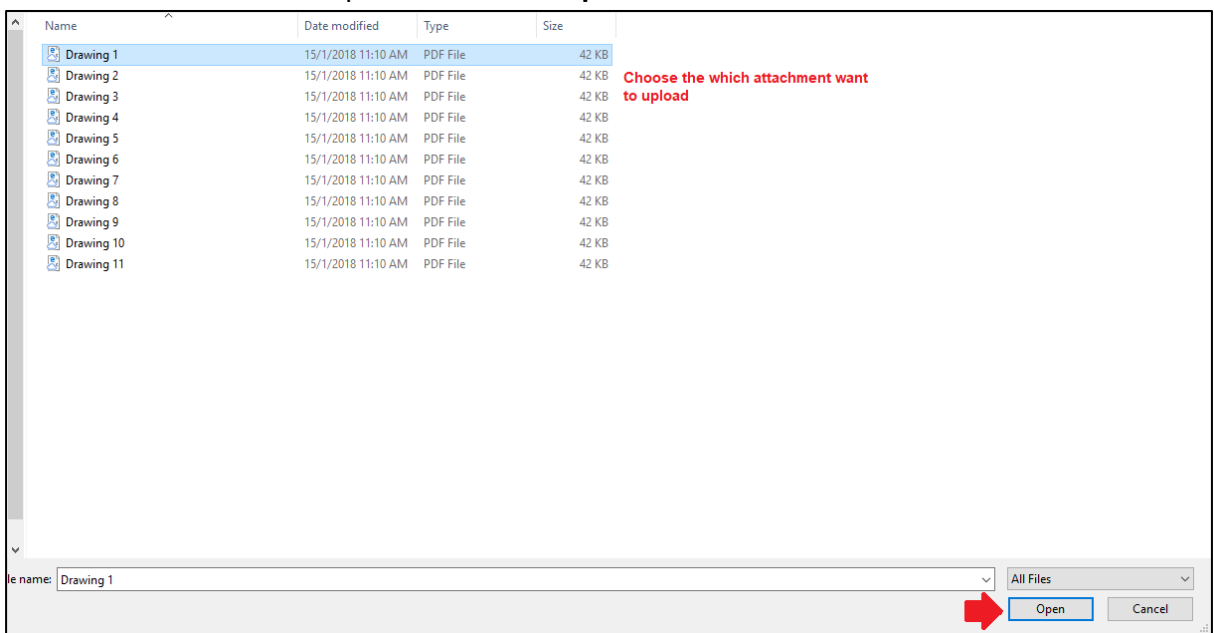 Name Date modified Type Size
Drawing 1 15/1/2018 11:10 AM PDF File 42 KB
Drawing 2 15/1/2018 11:10 AM PDF File 42 KB
Choose the which attachment want
Drawing 3 15/1/2018 11:10 AM PDF File 42 KB
to upload
Drawing 4 15/1/2018 11:10 AM PDF File 42 KB
Drawing 5 15/1/2018 11:10 AM PDF File 42 KB
Drawing 6 15/1/2018 11:10 AM PDF File 42 KB
Drawing 7 15/1/2018 11:10 AM PDF File 42 KB
Drawing 8 15/1/2018 11:10 AM PDF File 42 KB
Drawing 9 15/1/2018 11:10 AM PDF File 42 KB
Drawing 10 15/1/2018 11:10 AM PDF File 42 KB
Drawing 11 15/1/2018 11:10 AM PDF File 42 KB
le name: Drawing 1 All Files
Open Cancel